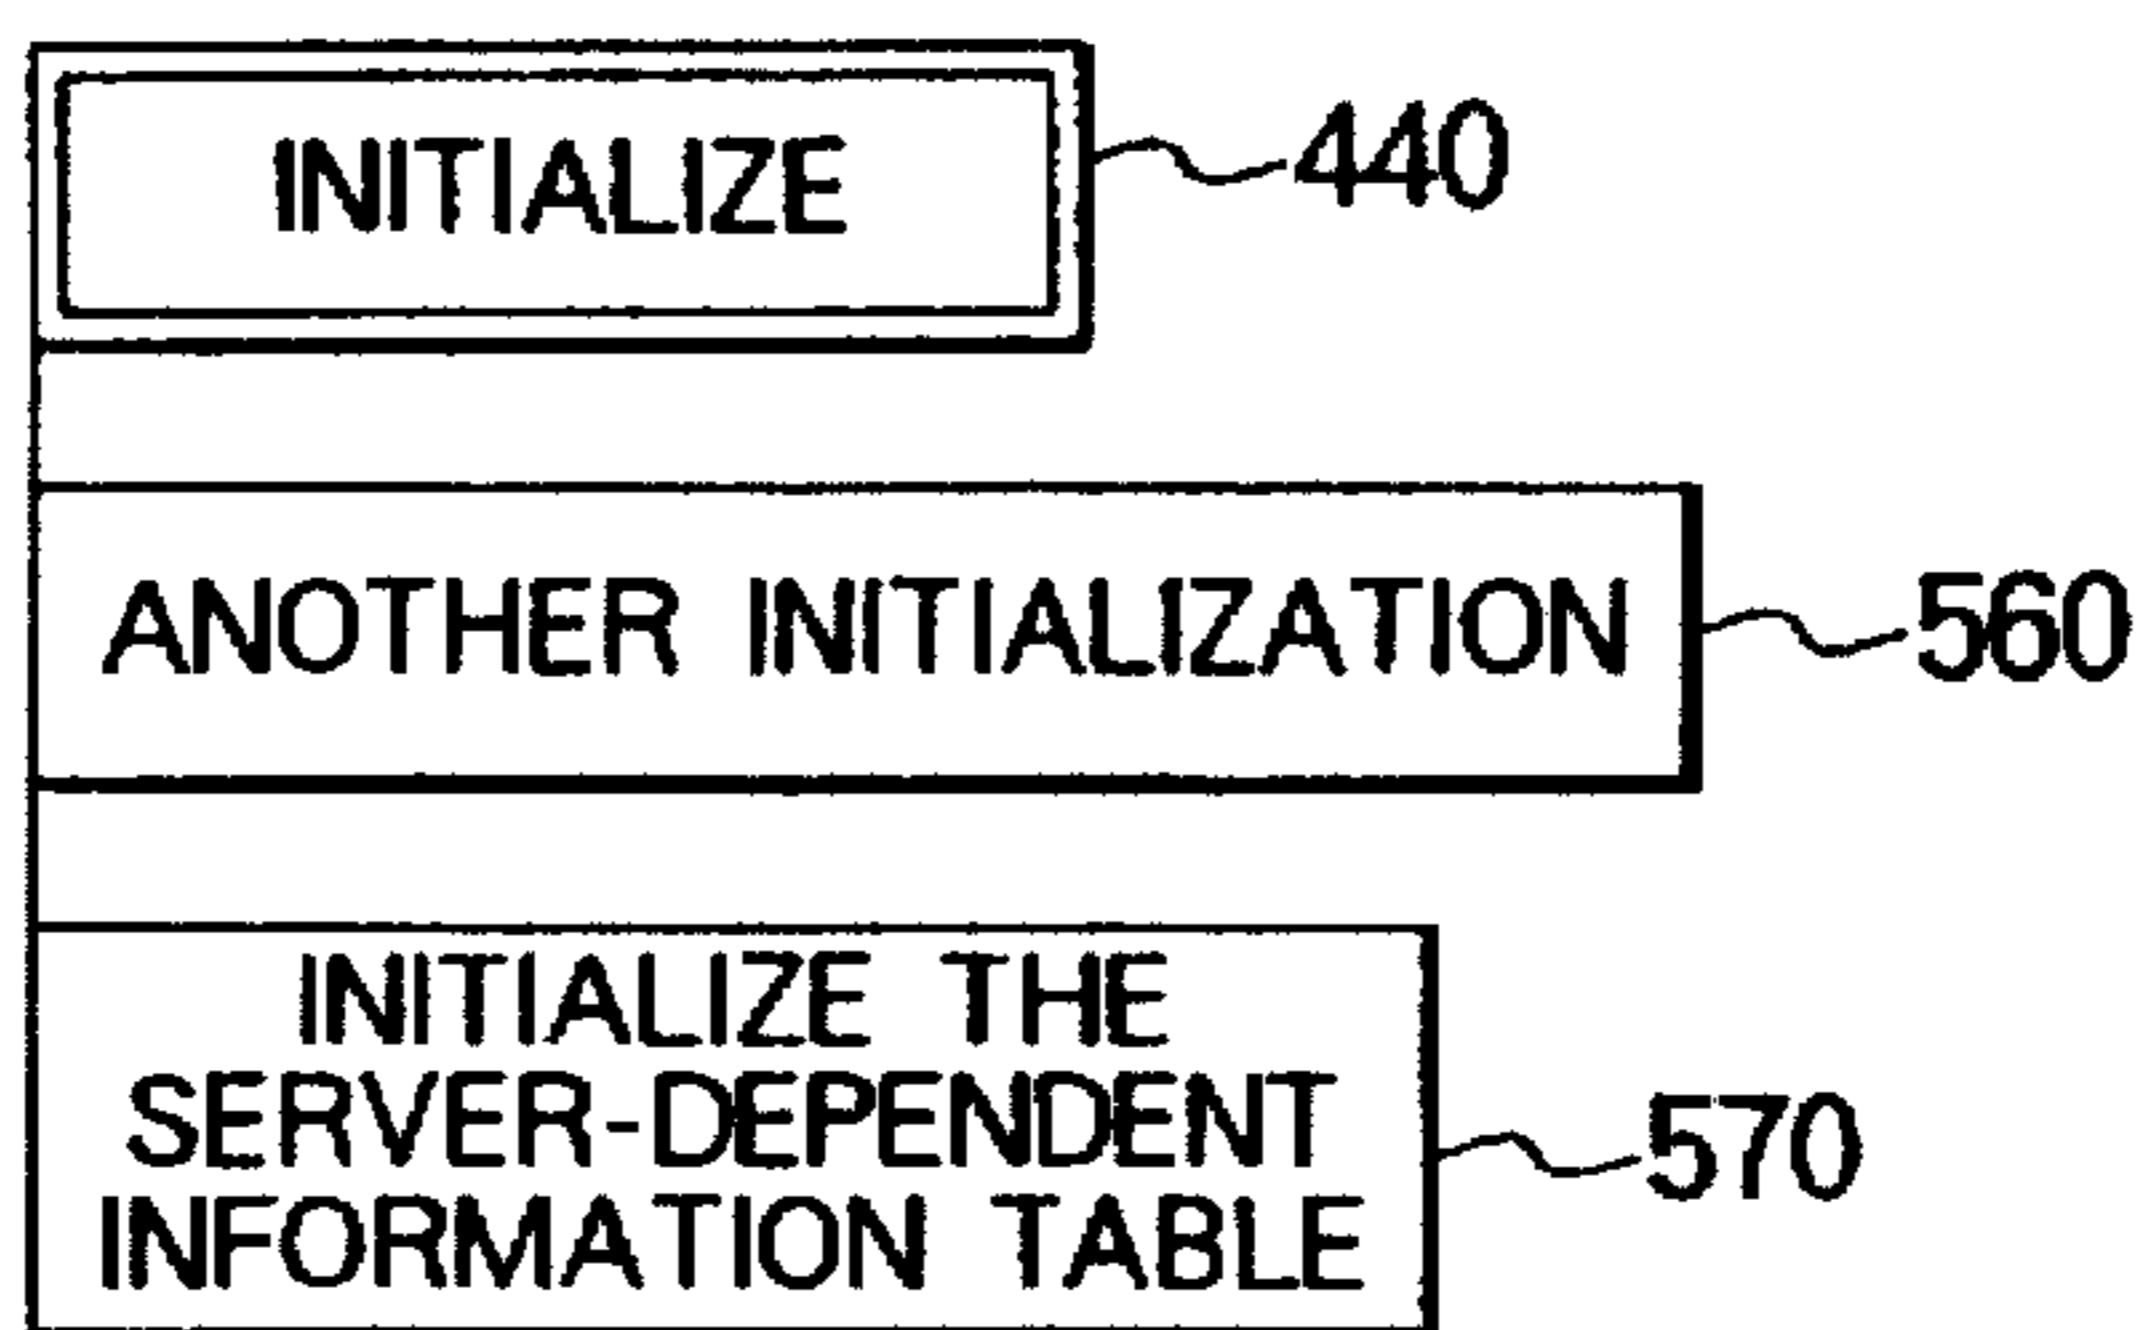 INITIALIZE
440
ANOTHER INITIALIZATION
560
INITIALIZE THE
SERVER-DEPENDENT
INFORMATION TABLE
570